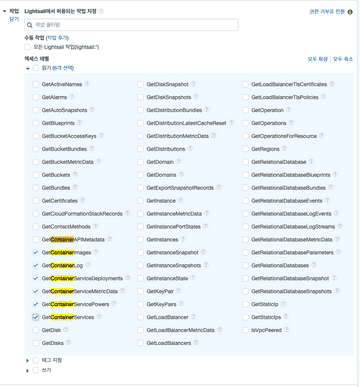 작업 Lightsail에서 허용되는 작업 지정
권한 거부로 전환
닫기
작업 필터링
수동 작업 (작업 추가)
모든 Lightsail 작업(lightsail:*)
액세스 레벨
모두 확장 | 모두 축소
읽기 (6개 선택)
GetActiveNames
GetDiskSnapshot
GetLoadBalancerTlsCertificates
GetAlarms
GetDiskSnapshots
GetLoadBalancerTlsPolicies
GetAutoSnapshots
GetDistributionBundles
GetOperation
GetBlueprints
GetDistributionLatestCacheReset
GetOperations
GetBucketAccessKeys
GetDistributionMetricData
GetOperationsForResource
GetBucketBundles
GetDistributions
GetRegions
GetBucketMetricData
GetDomain
GetRelationalDatabase
GetBuckets
GetDomains
GetRelationalDatabaseBlueprints
GetBundles
GetExportSnapshotRecords
GetRelationalDatabaseBundles
GetCertificates
GetInstance
GetRelationalDatabaseEvents
GetCloudFormationStackRecords
GetInstanceMetricData
GetRelationalDatabaseLogEvents
GetContactMethods
GetInstancePortStates
GetRelationalDatabaseLogStreams
GetContainerAPIMetadata
GetInstances
GetRelationalDatabaseMetricData
GetContainerImages
GetInstanceSnapshot
GetRelationalDatabaseParameters
GetContainerLog
GetInstanceSnapshots
GetRelationalDatabases
GetContainerServiceDeployments
GetInstanceState
GetRelationalDatabaseSnapshot
GetContainerServiceMetricData
GetKeyPair
GetRelationalDatabaseSnapshots
GetContainerServicePowers
GetKeyPairs
GetStaticIp
GetContainerServices
GetLoadBalancer
GetStaticIps
GetDisk
GetLoadBalancerMetricData
IsVpcPeered
GetDisks
GetLoadBalancers
태그 지정
쓰기